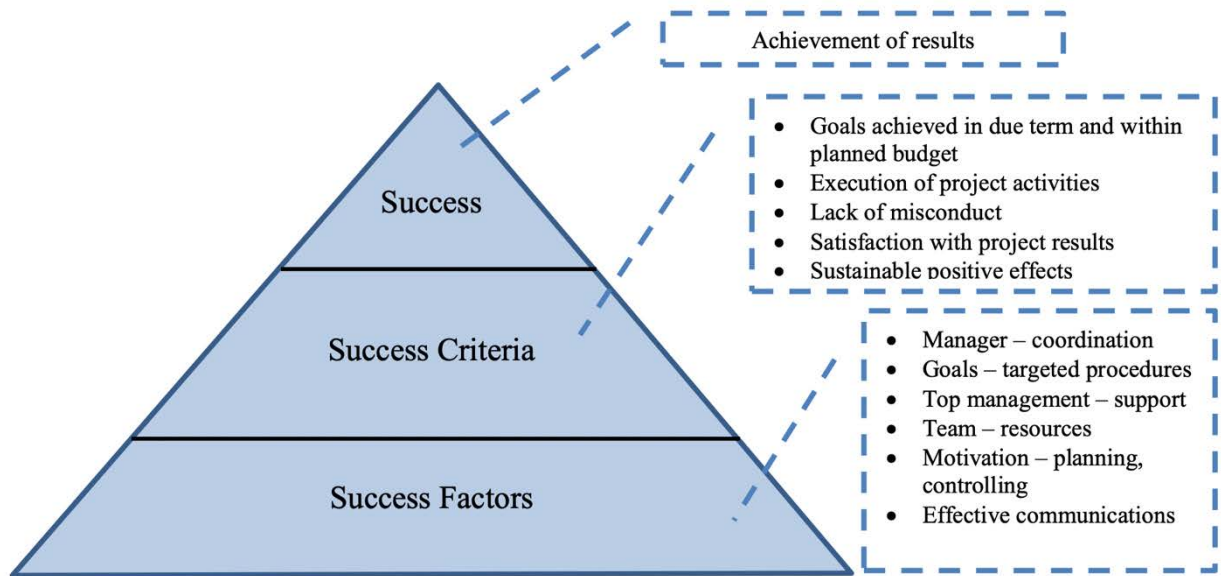 Achievement of results
• Goals achieved in due term and within
planned budget
• Execution of project activities
• Lack of misconduct
• Satisfaction with project results
• Sustainable positive effects
Success
Success Criteria
• Manager – coordination
• Goals – targeted procedures
• Top management – support
• Team – resources
• Motivation – planning,
controlling
• Effective communications
Success Factors